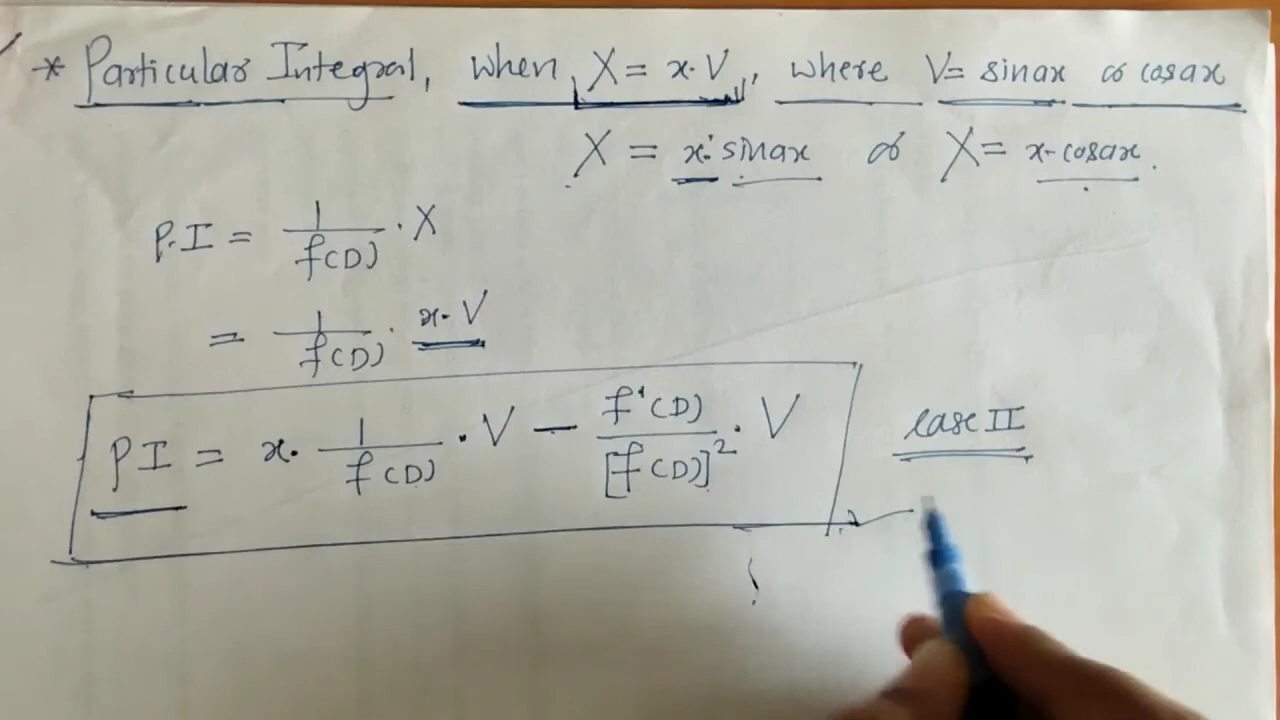 * Particular Integral, when X = x·V, where V= sinax or cosax
X = x·sinax or X = x·cosax.
P.I = 1/f(D) · X
= 1/f(D) · x·V
PI = x· 1/f(D) · V − f'(D)/[f(D)]² · V
Case II